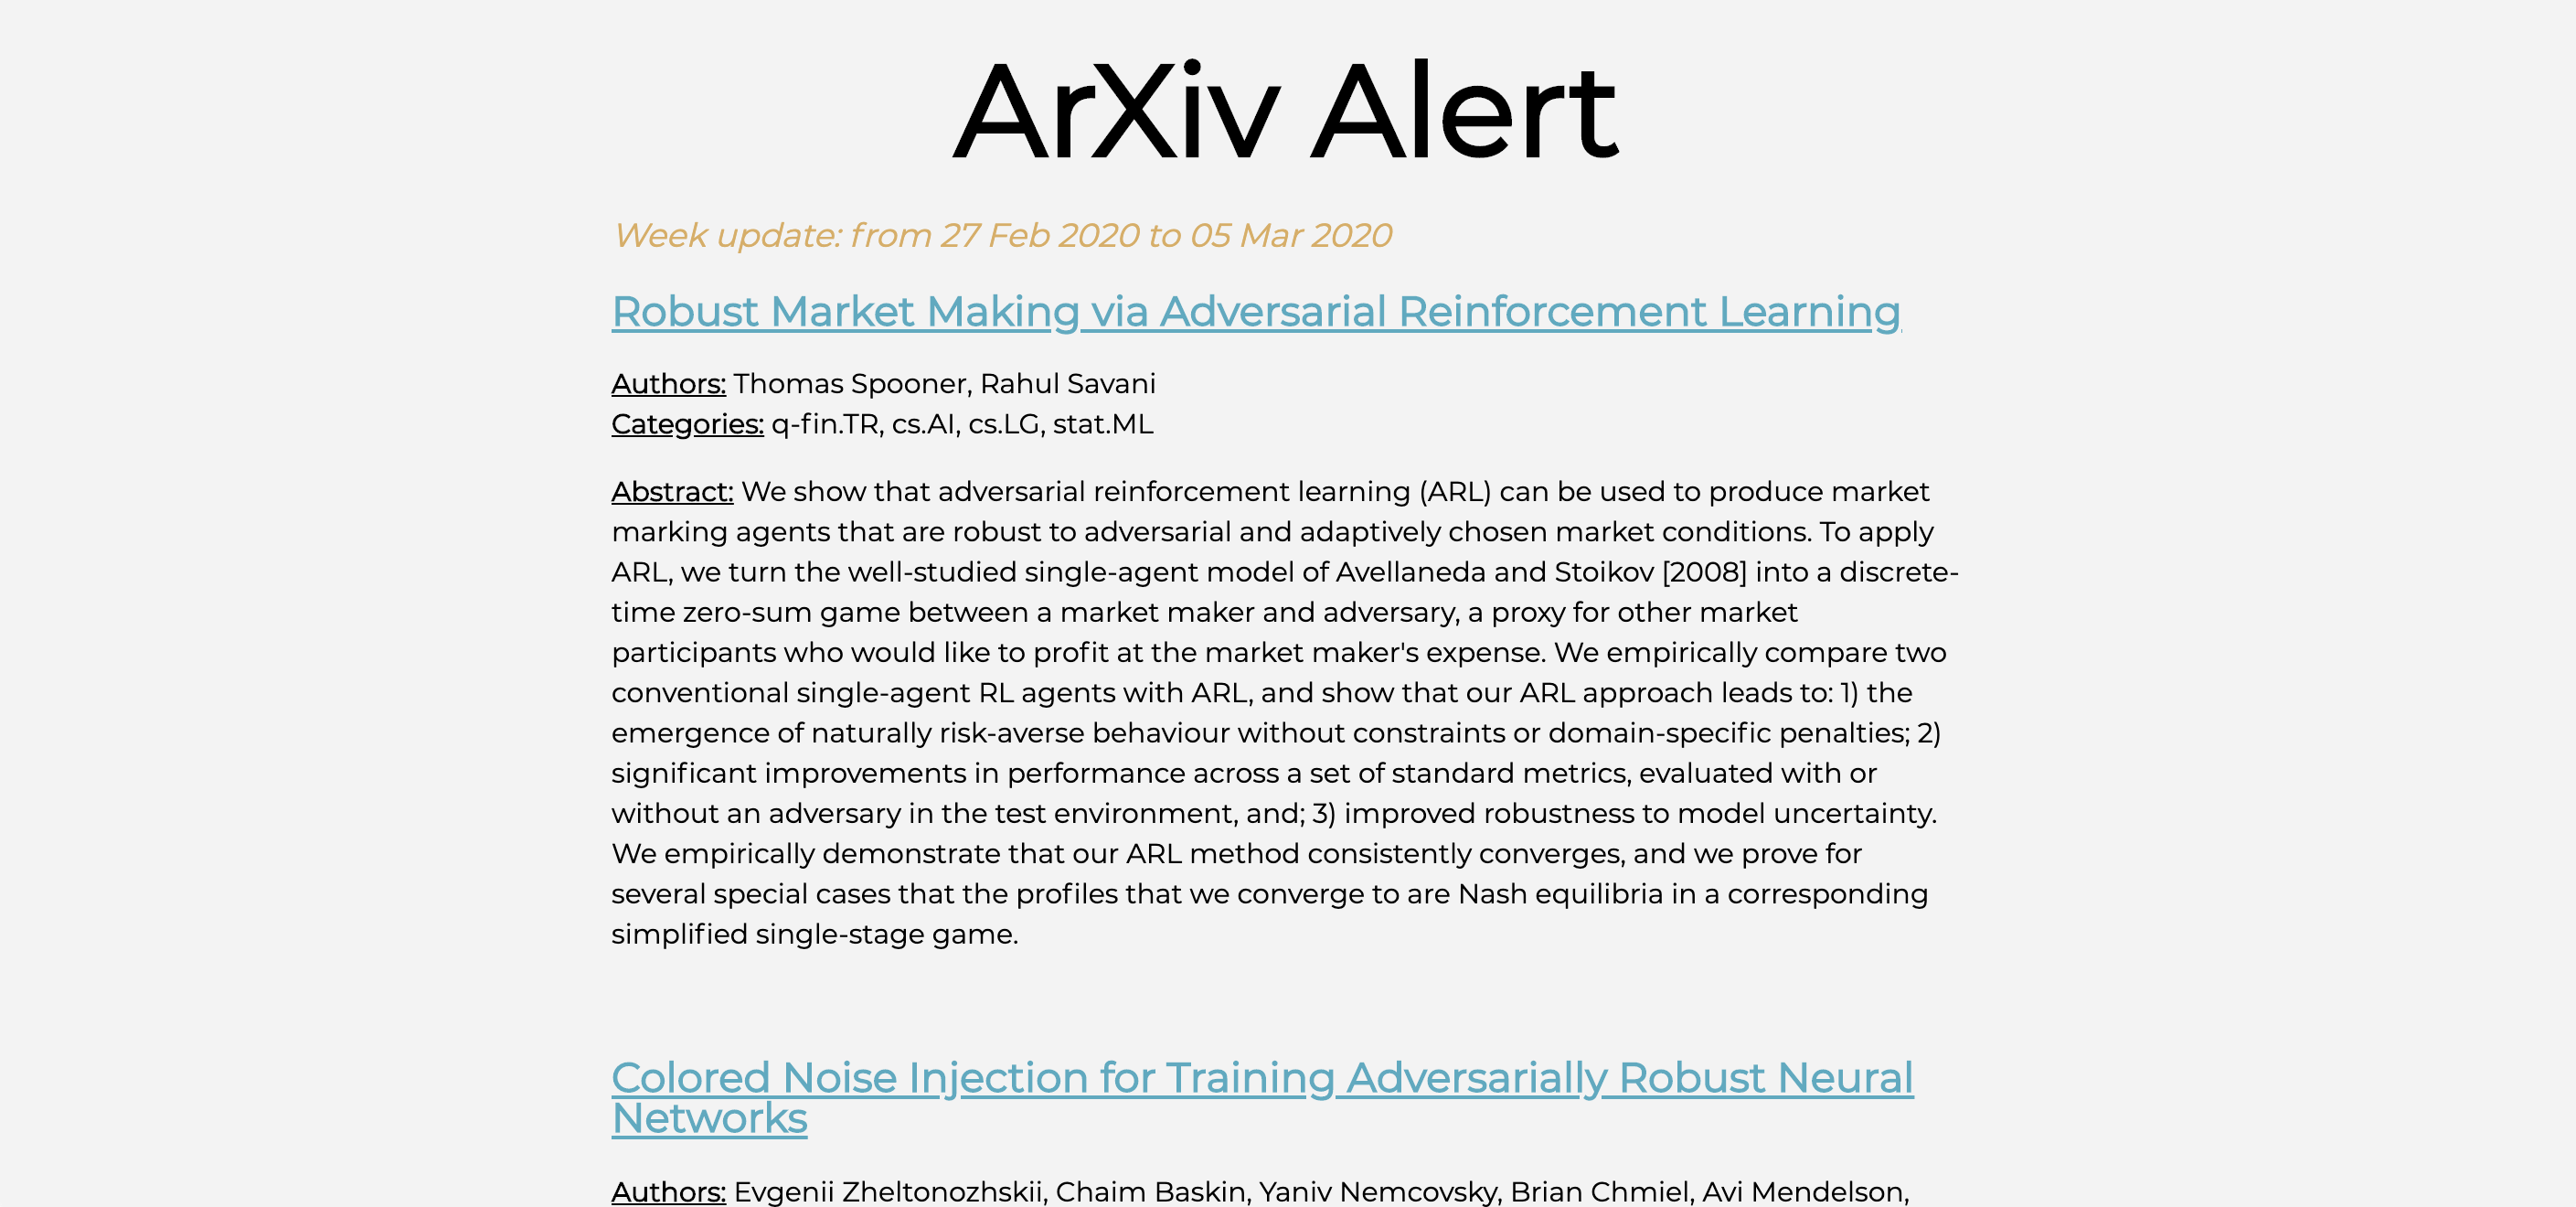 ArXiv Alert
Week update: from 27 Feb 2020 to 05 Mar 2020
Robust Market Making via Adversarial Reinforcement Learning
Authors: Thomas Spooner, Rahul Savani
Categories: q-fin.TR, cs.AI, cs.LG, stat.ML
Abstract: We show that adversarial reinforcement learning (ARL) can be used to produce market
marking agents that are robust to adversarial and adaptively chosen market conditions. To apply
ARL, we turn the well-studied single-agent model of Avellaneda and Stoikov [2008] into a discrete-
time zero-sum game between a market maker and adversary, a proxy for other market
participants who would like to profit at the market maker's expense. We empirically compare two
conventional single-agent RL agents with ARL, and show that our ARL approach leads to: 1) the
emergence of naturally risk-averse behaviour without constraints or domain-specific penalties; 2)
significant improvements in performance across a set of standard metrics, evaluated with or
without an adversary in the test environment, and; 3) improved robustness to model uncertainty.
We empirically demonstrate that our ARL method consistently converges, and we prove for
several special cases that the profiles that we converge to are Nash equilibria in a corresponding
simplified single-stage game.
Colored Noise Injection for Training Adversarially Robust Neural
Networks
Authors: Evgenii Zheltonozhskii, Chaim Baskin, Yaniv Nemcovsky, Brian Chmiel, Avi Mendelson,